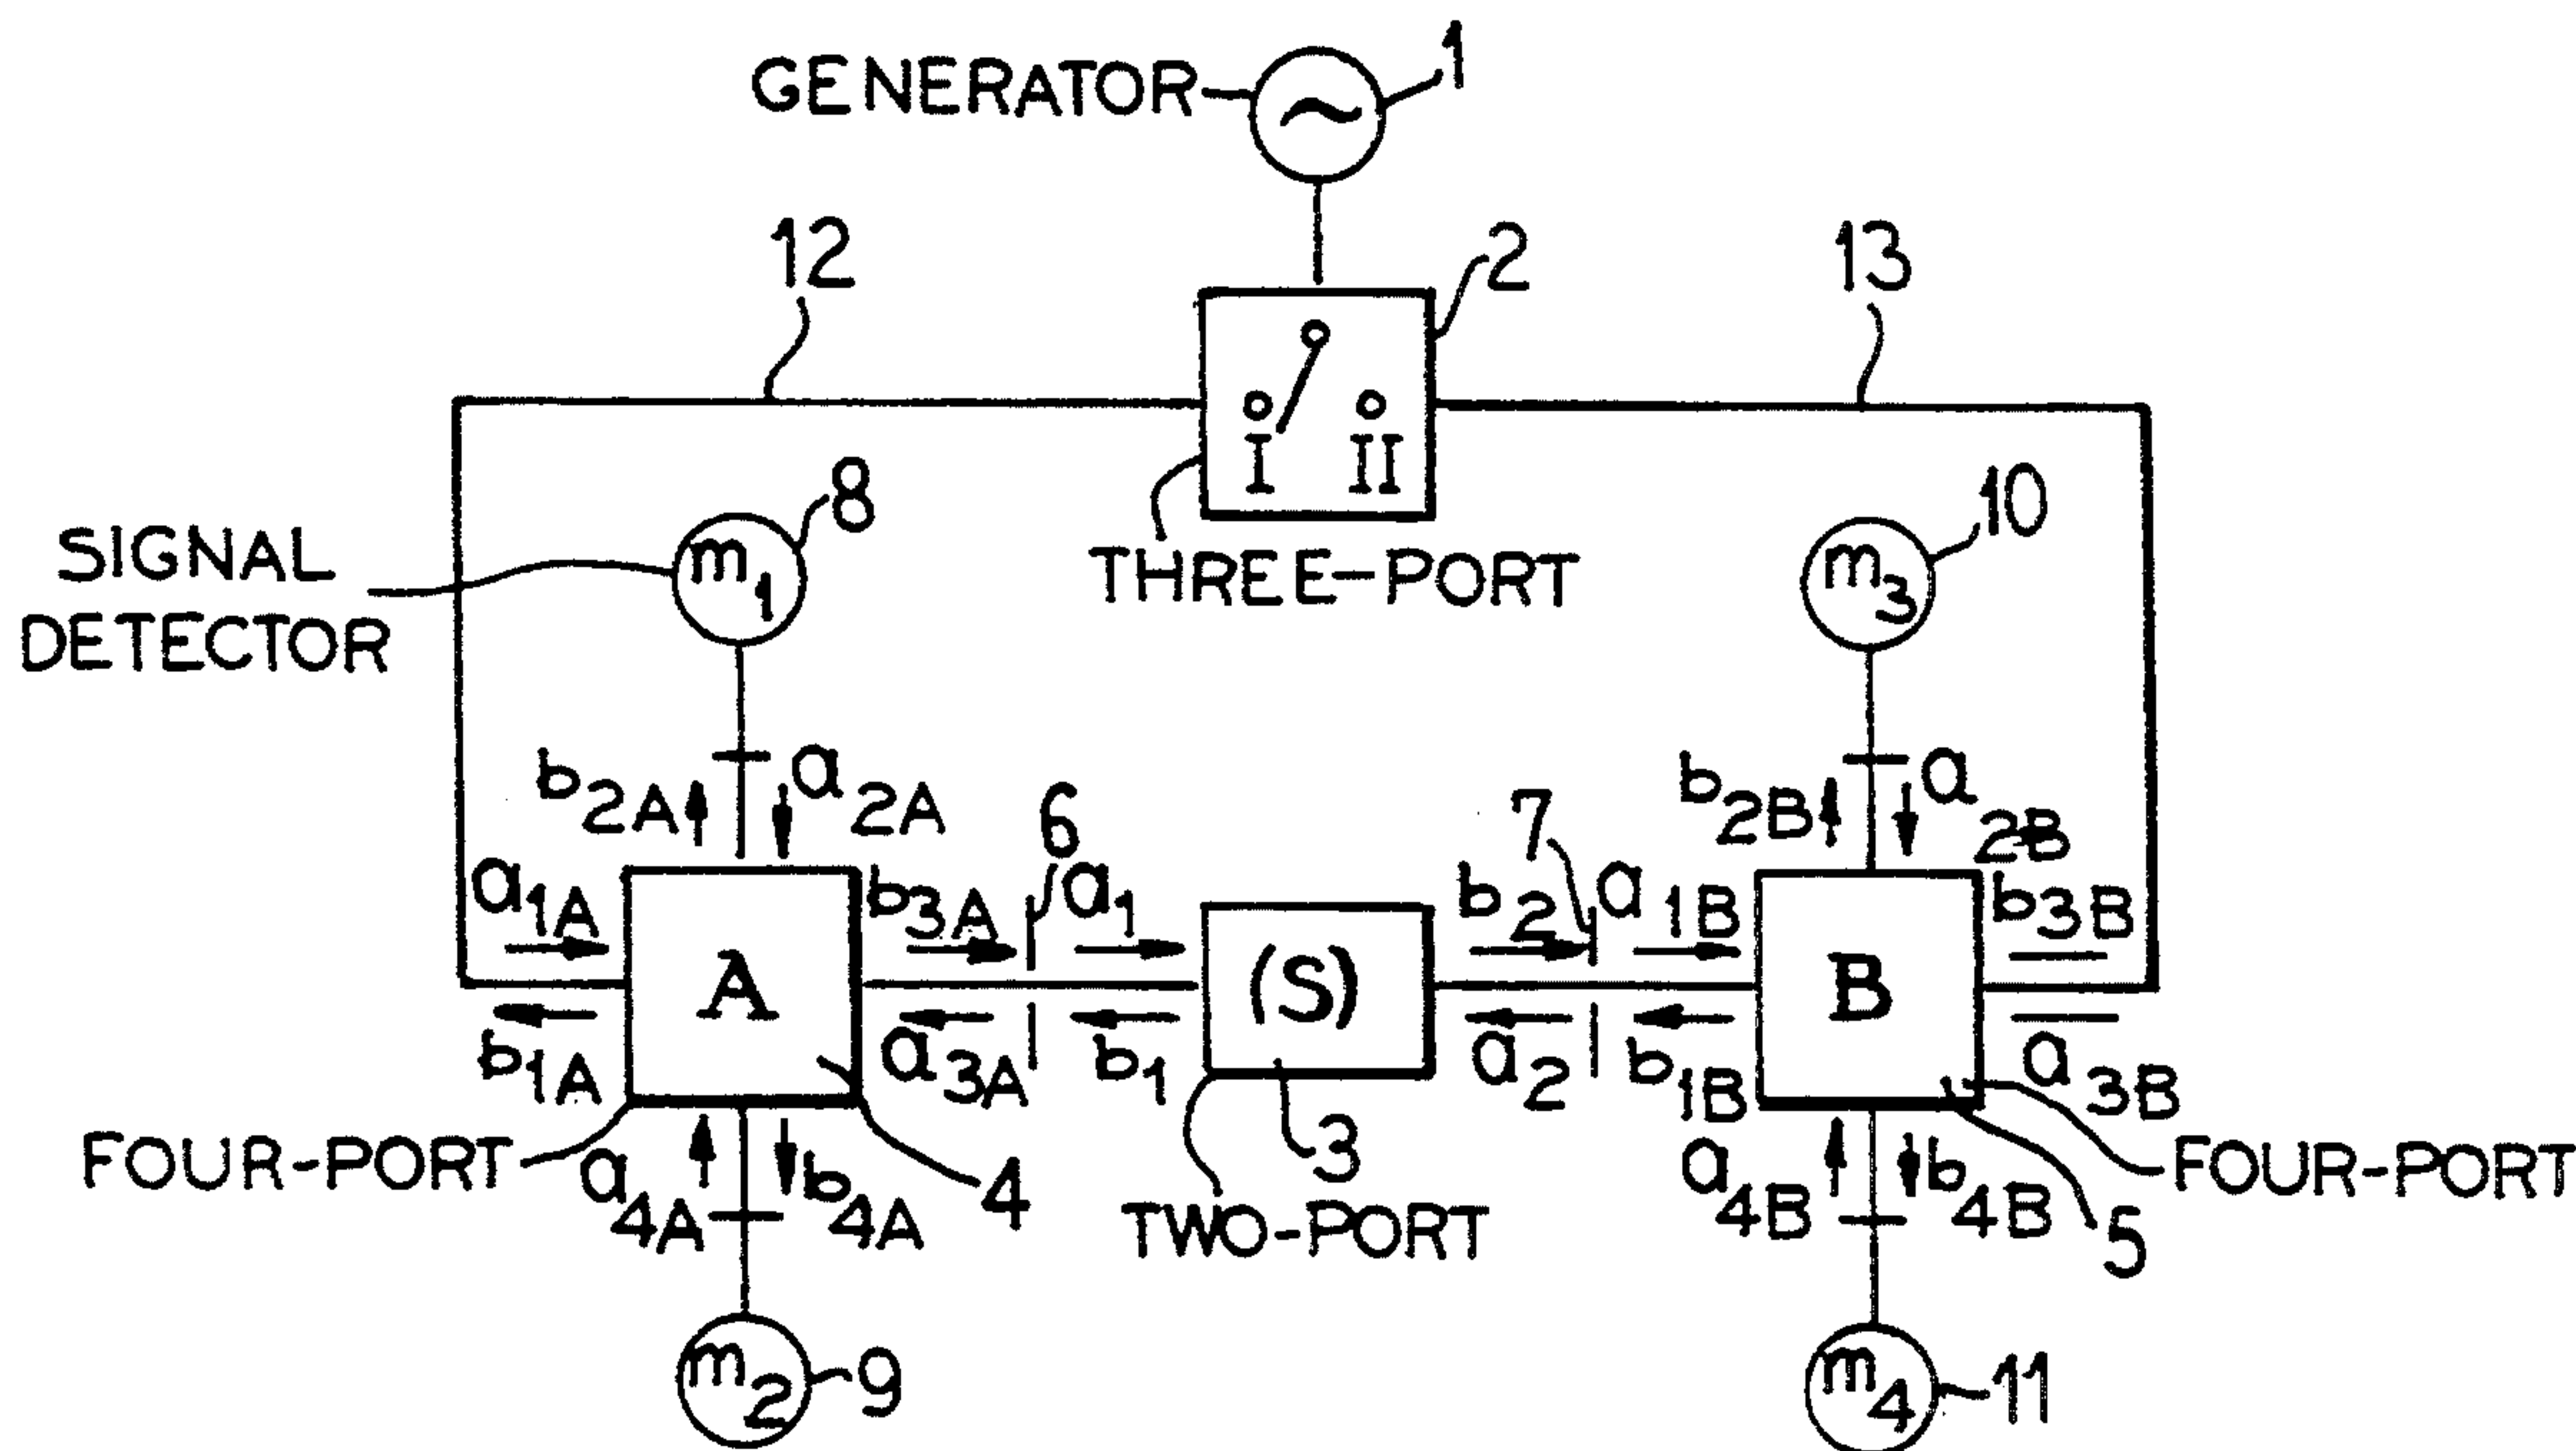 GENERATOR
~
1
12
2
13
I
II
THREE-PORT
SIGNAL
DETECTOR
m1
8
m3
10
b2A
a2A
b2B
a2B
a1A
b3A
6
a1
b2
7
a1B
b3B
A
(S)
B
b1A
a3A
b1
a2
b1B
a3B
FOUR-PORT
a4A
b4A
4
TWO-PORT
3
a4B
b4B
5
FOUR-PORT
m2
9
m4
11